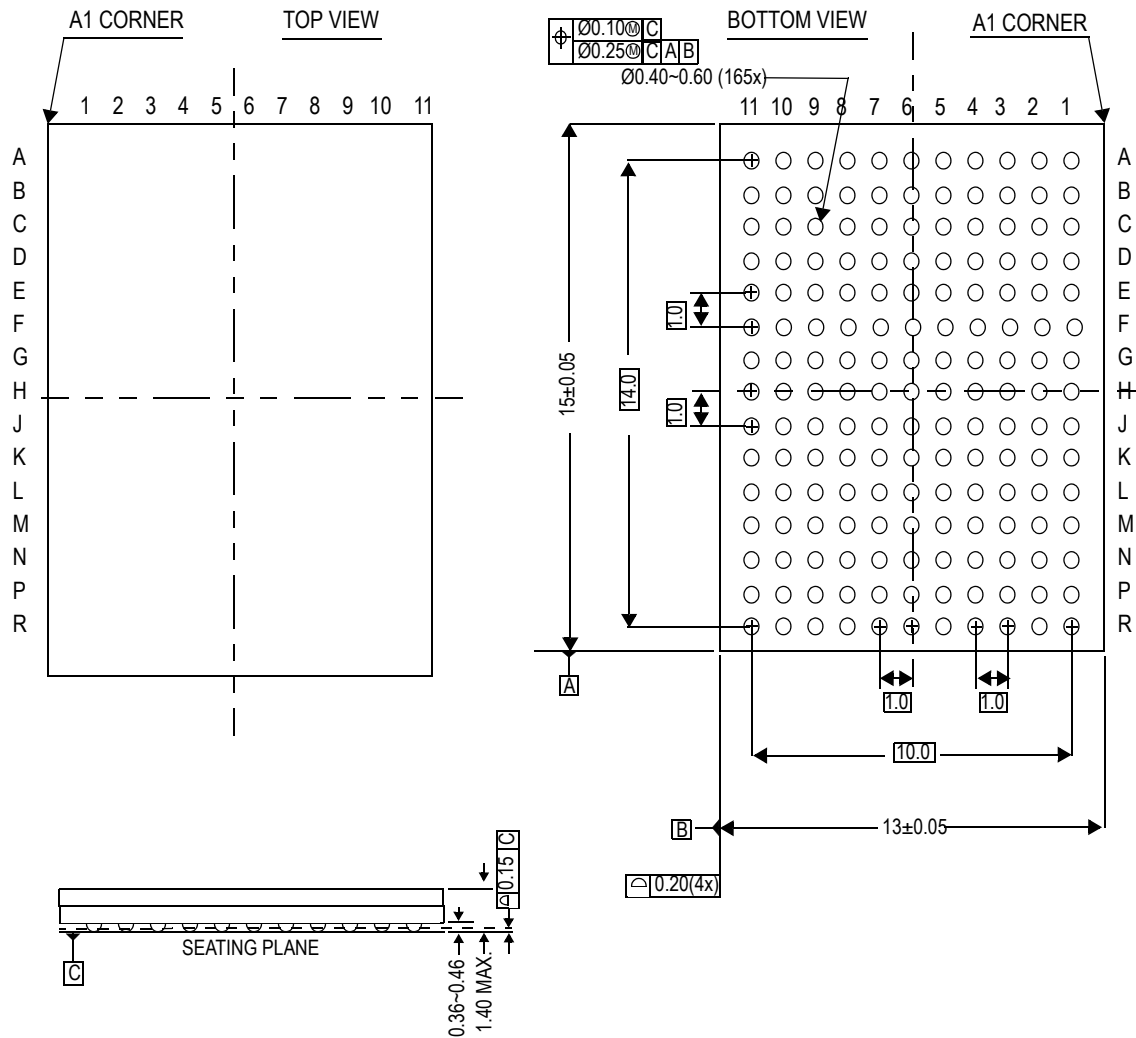 A1 CORNER
TOP VIEW
1 2 3 4 5 6 7 8 9 10 11
A
B
C
D
E
F
G
H
J
K
L
M
N
P
R
Ø0.10Ⓜ C
Ø0.25Ⓜ C A B
Ø0.40~0.60 (165x)
BOTTOM VIEW
A1 CORNER
11 10 9 8 7 6 5 4 3 2 1
A
B
C
D
E
F
G
H
J
K
L
M
N
P
R
15±0.05
14.0
1.0
1.0
A
1.0
1.0
10.0
B
13±0.05
0.20(4x)
0.15 C
SEATING PLANE
C
0.36~0.46
1.40 MAX.